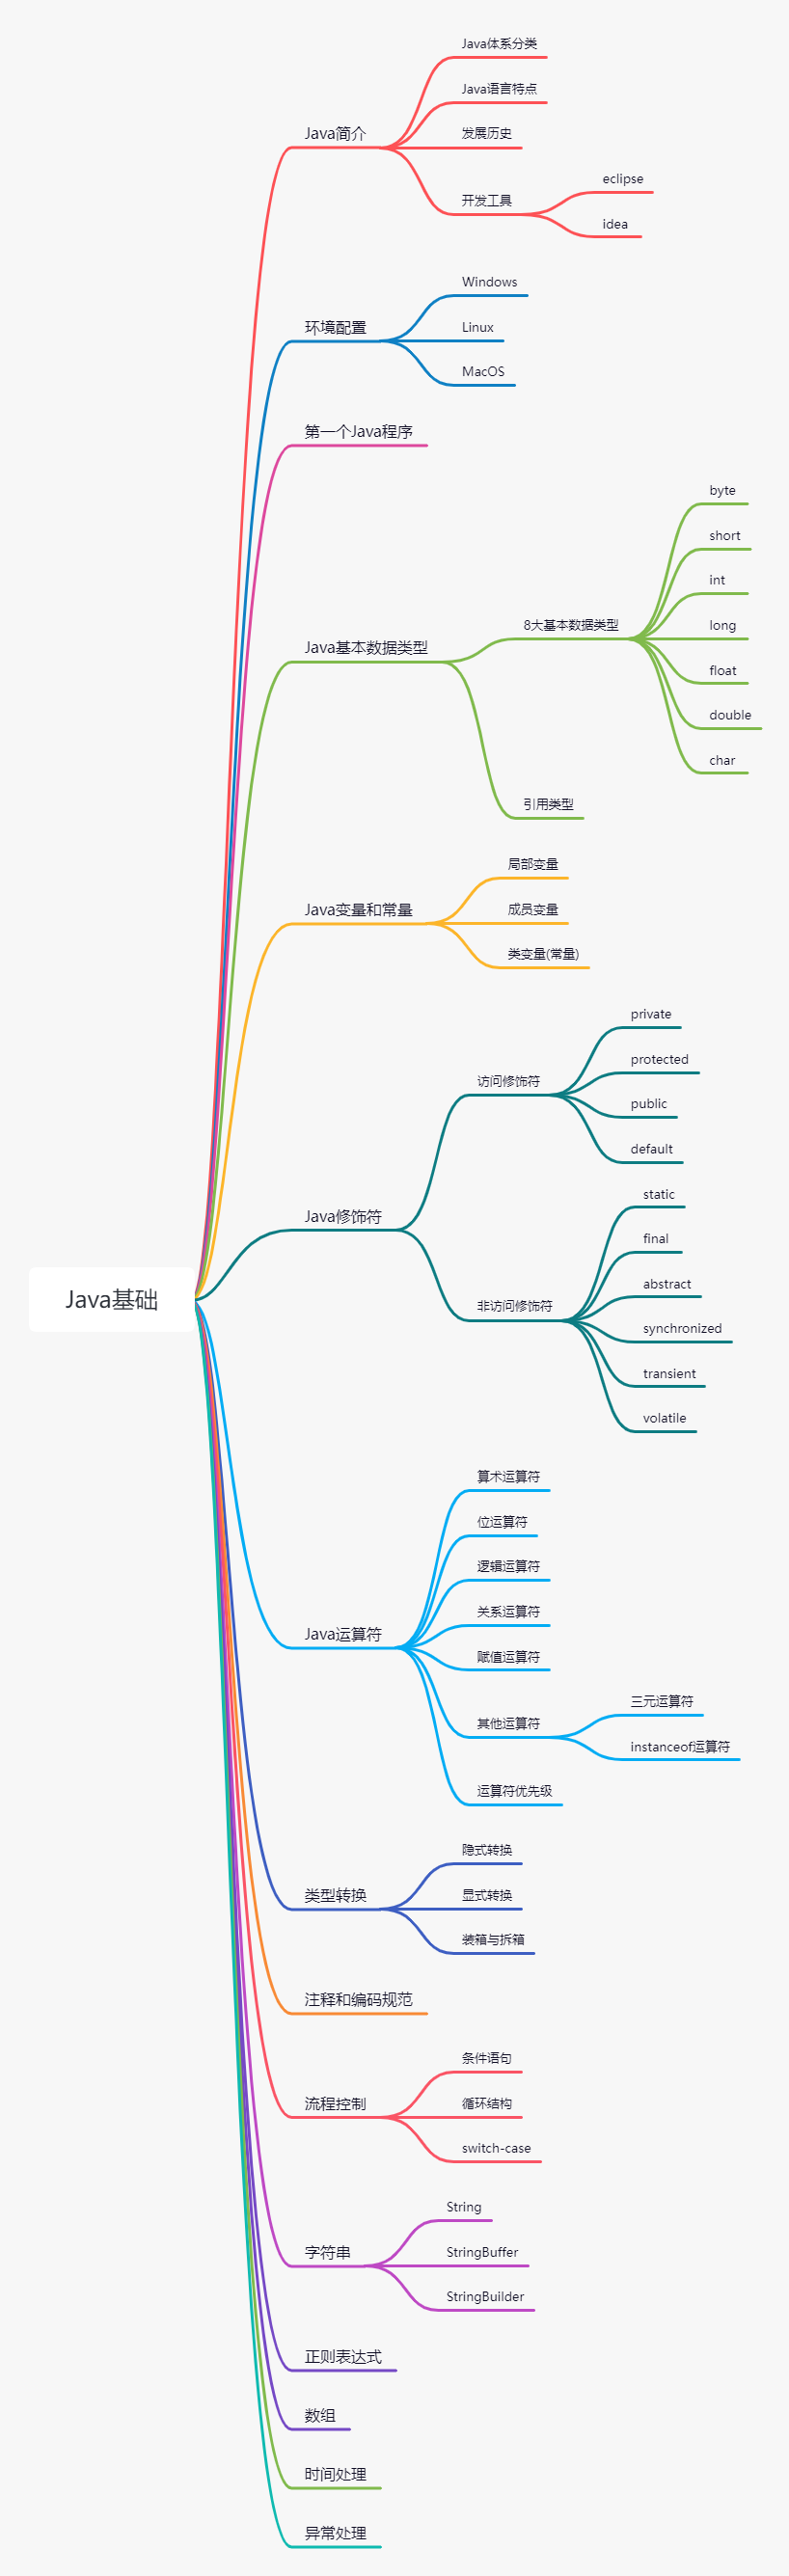 Java基础
Java简介
Java体系分类
Java语言特点
发展历史
开发工具
eclipse
idea
环境配置
Windows
Linux
MacOS
第一个Java程序
Java基本数据类型
8大基本数据类型
byte
short
int
long
float
double
char
引用类型
Java变量和常量
局部变量
成员变量
类变量(常量)
Java修饰符
访问修饰符
private
protected
public
default
非访问修饰符
static
final
abstract
synchronized
transient
volatile
Java运算符
算术运算符
位运算符
逻辑运算符
关系运算符
赋值运算符
其他运算符
三元运算符
instanceof运算符
运算符优先级
类型转换
隐式转换
显式转换
装箱与拆箱
注释和编码规范
流程控制
条件语句
循环结构
switch-case
字符串
String
StringBuffer
StringBuilder
正则表达式
数组
时间处理
异常处理